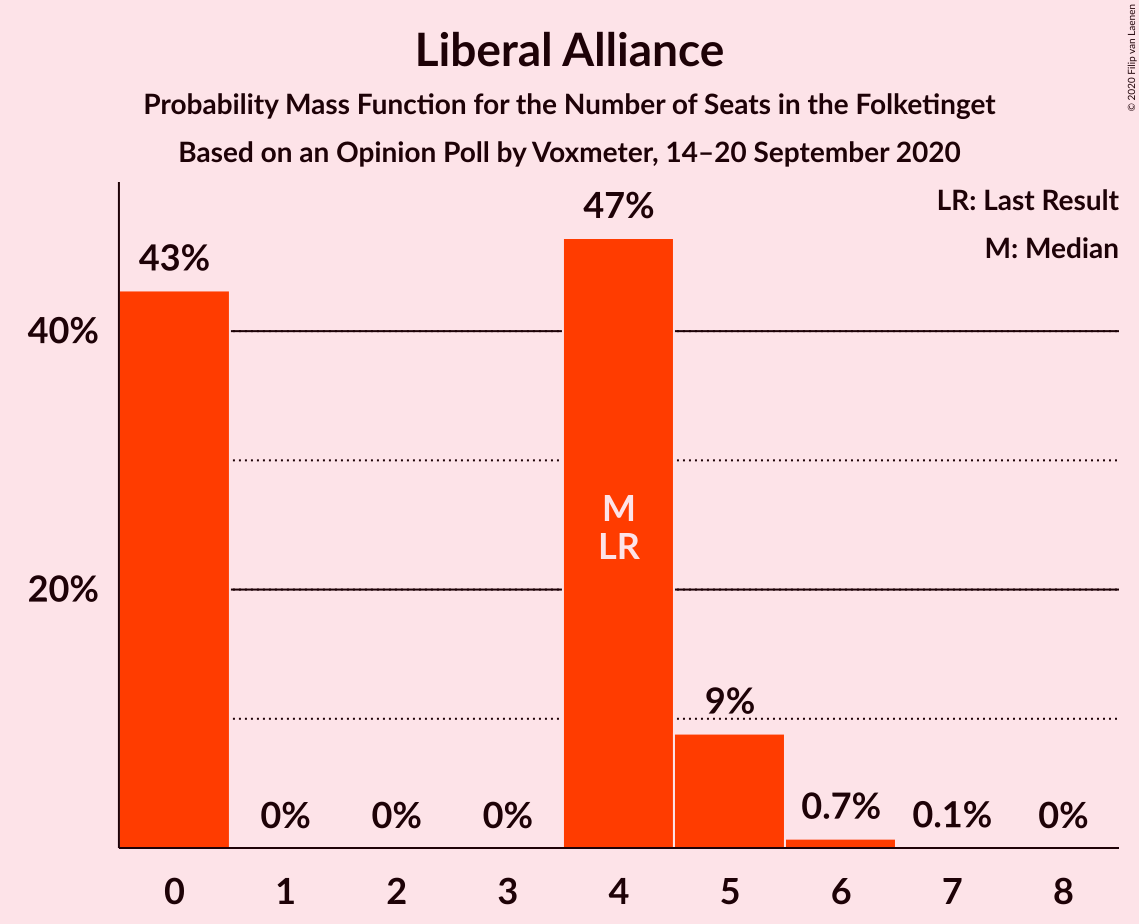 Liberal Alliance
Probability Mass Function for the Number of Seats in the Folketinget
Based on an Opinion Poll by Voxmeter, 14–20 September 2020
© 2020 Filip van Laenen
LR: Last Result
M: Median
47%
43%
40%
M
LR
20%
9%
0%
0%
0%
0.7%
0.1%
0%
0
1
2
3
4
5
6
7
8